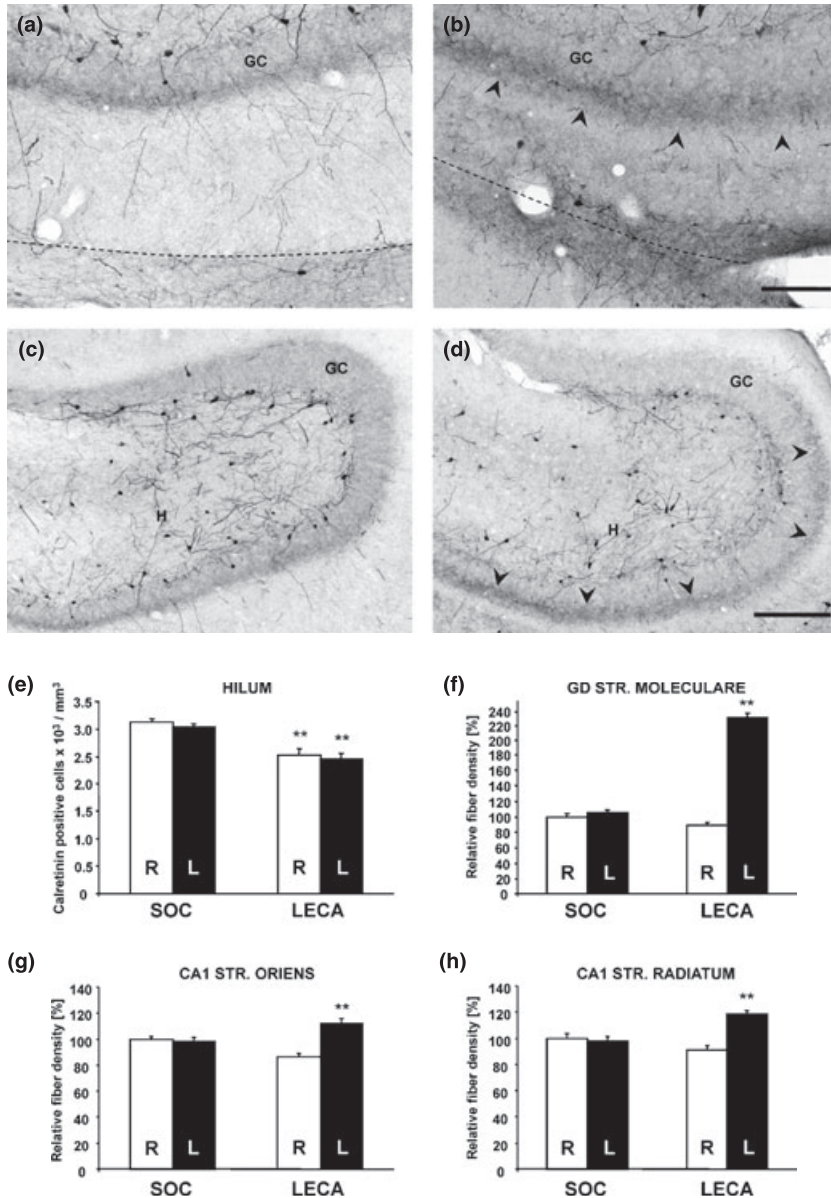 (a)
GC
(b)
GC
(c)
GC
H
(d)
GC
H
(e)
HILUM
Calretinin positive cells x 10³ / mm³
3.5
3.0
2.5
2.0
1.5
1.0
0.5
0
** **
R L R L
SOC LECA
(f)
GD STR. MOLECULARE
Relative fiber density [%]
240
220
200
180
160
140
120
100
80
60
40
20
0
**
R L R L
SOC LECA
(g)
CA1 STR. ORIENS
Relative fiber density [%]
140
120
100
80
60
40
20
0
**
R L R L
SOC LECA
(h)
CA1 STR. RADIATUM
Relative fiber density [%]
140
120
100
80
60
40
20
0
**
R L R L
SOC LECA